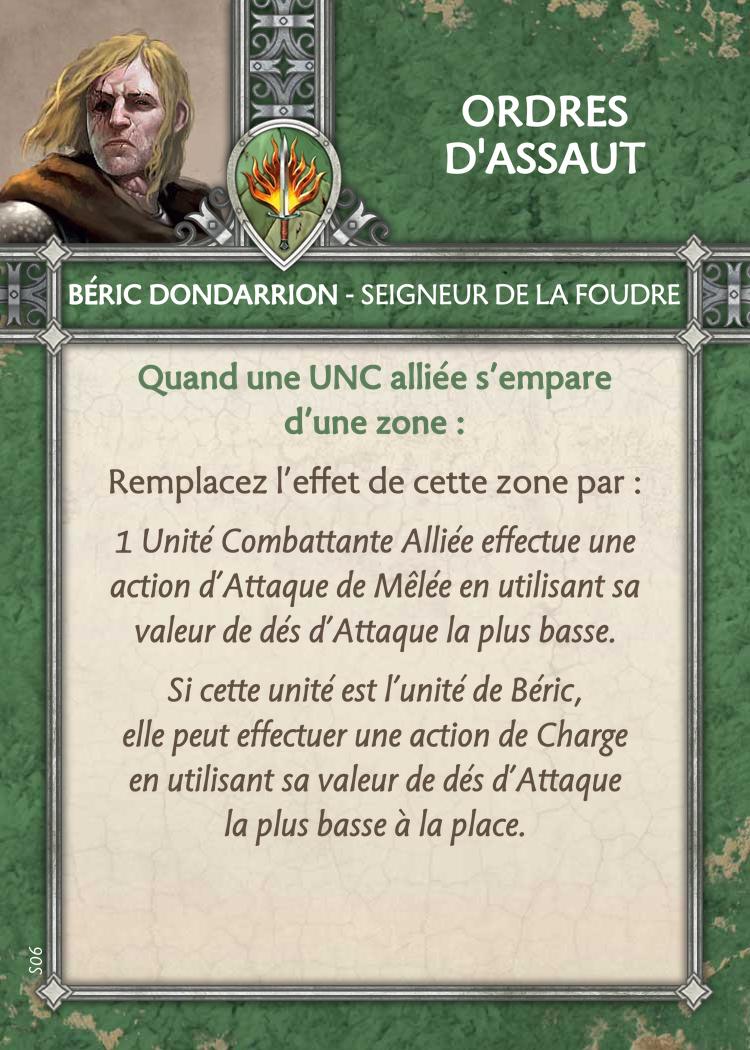 ORDRES
D'ASSAUT
BÉRIC DONDARRION - SEIGNEUR DE LA FOUDRE
Quand une UNC alliée s’empare
d’une zone :
Remplacez l’effet de cette zone par :
1 Unité Combattante Alliée effectue une
action d’Attaque de Mêlée en utilisant sa
valeur de dés d’Attaque la plus basse.
Si cette unité est l’unité de Béric,
elle peut effectuer une action de Charge
en utilisant sa valeur de dés d’Attaque
la plus basse à la place.
S06